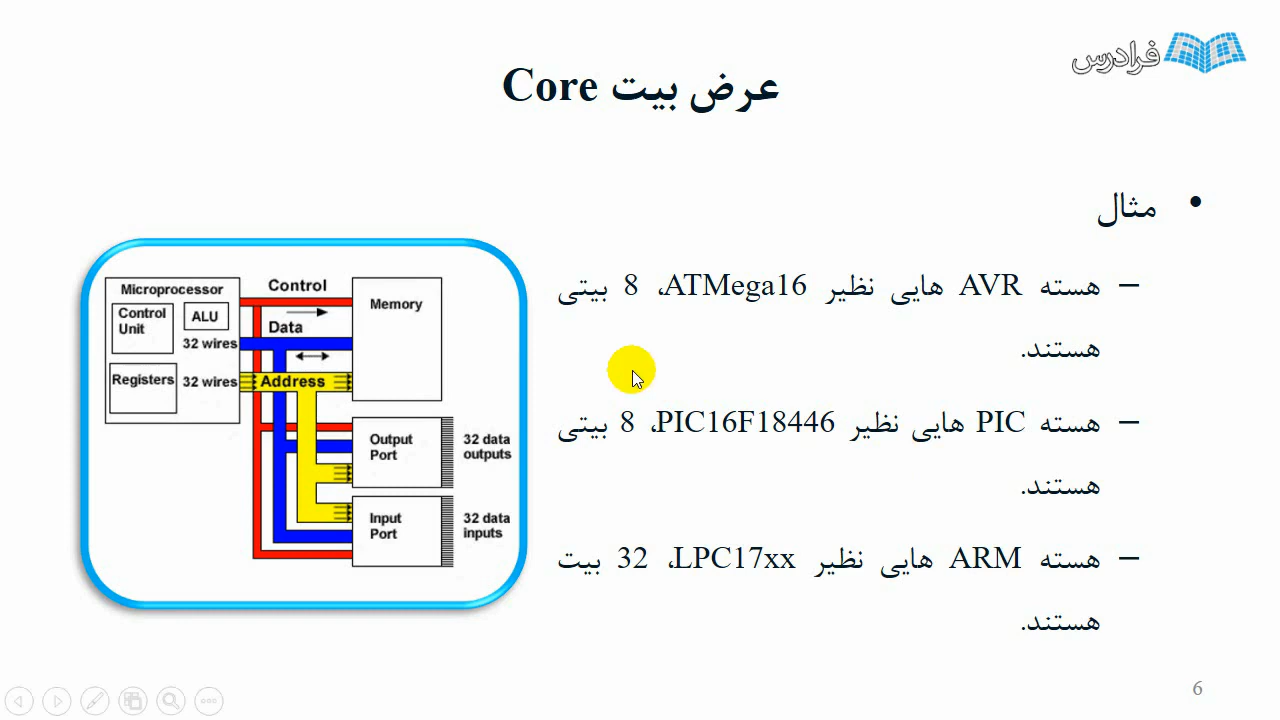 فرادرس
عرض بیت Core
• مثال
– هسته AVR هایی نظیر ATMega16، 8 بیتی
هستند.
– هسته PIC هایی نظیر PIC16F18446، 8 بیتی
هستند.
– هسته ARM هایی نظیر LPC17xx، 32 بیت
هستند.
Microprocessor
Control
Unit
ALU
32 wires
Registers
32 wires
Control
Data
Address
Memory
Output
Port
32 data
outputs
Input
Port
32 data
inputs
6